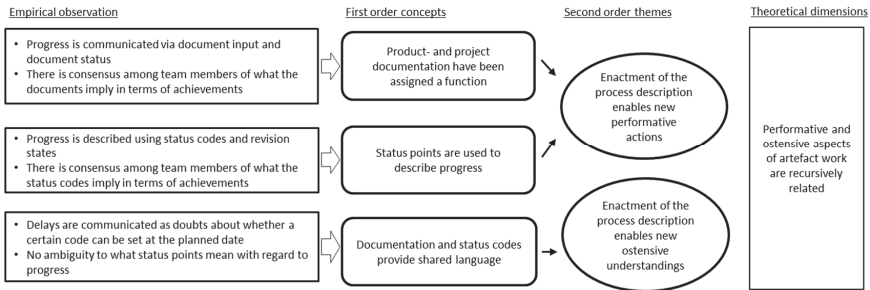 Empirical observation
First order concepts
Second order themes
Theoretical dimensions
• Progress is communicated via document input and
document status
• There is consensus among team members of what the
documents imply in terms of achievements
Product- and project
documentation have been
assigned a function
Enactment of the
process description
enables new
performative
actions
• Progress is described using status codes and revision
states
• There is consensus among team members of what the
status codes imply in terms of achievements
Status points are used to
describe progress
Performative and
ostensive aspects
of artefact work
are recursively
related
• Delays are communicated as doubts about whether a
certain code can be set at the planned date
• No ambiguity to what status points mean with regard to
progress
Documentation and status codes
provide shared language
Enactment of the
process description
enables new
ostensive
understandings